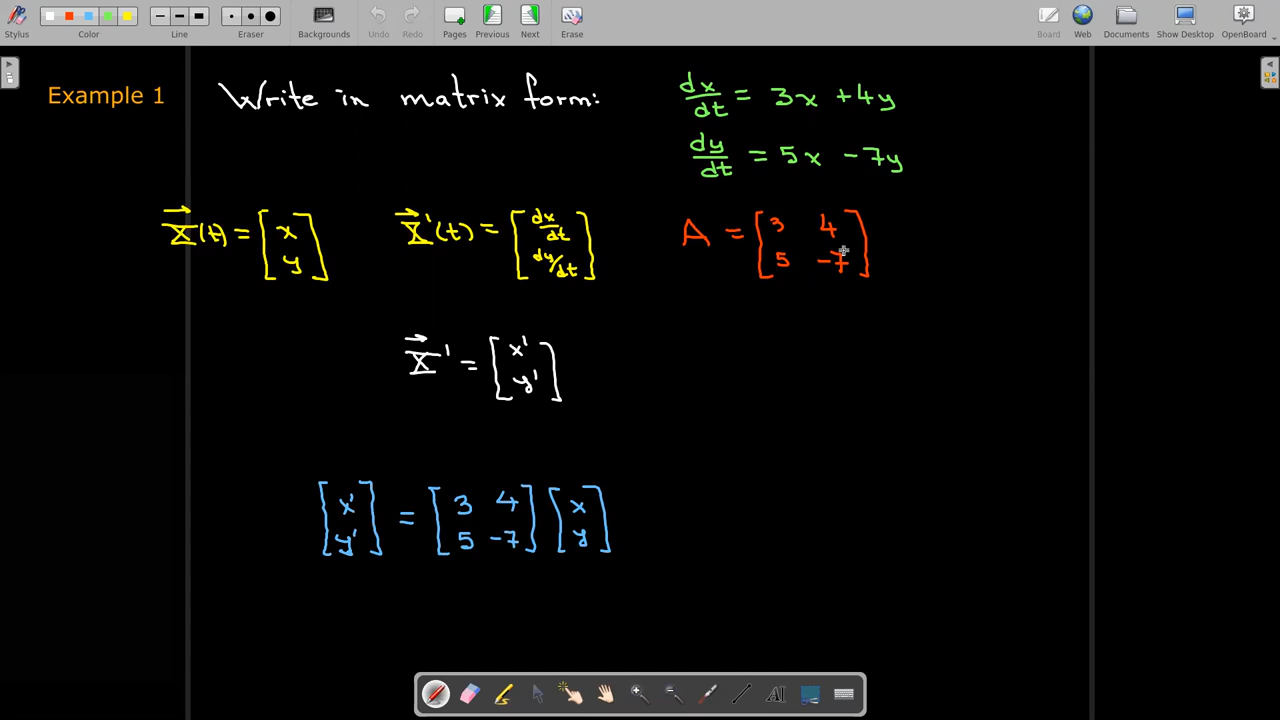 Stylus Color Line Eraser Backgrounds Undo Redo Pages Previous Next Erase Board Web Documents Show Desktop OpenBoard
Example 1 Write in matrix form: dx/dt = 3x + 4y
dy/dt = 5x - 7y
X⃗(t) = [x y] X⃗'(t) = [dx/dt dy/dt] A = [3 4 5 -7]
X⃗' = [x' y']
[x' y'] = [3 4 5 -7] [x y]